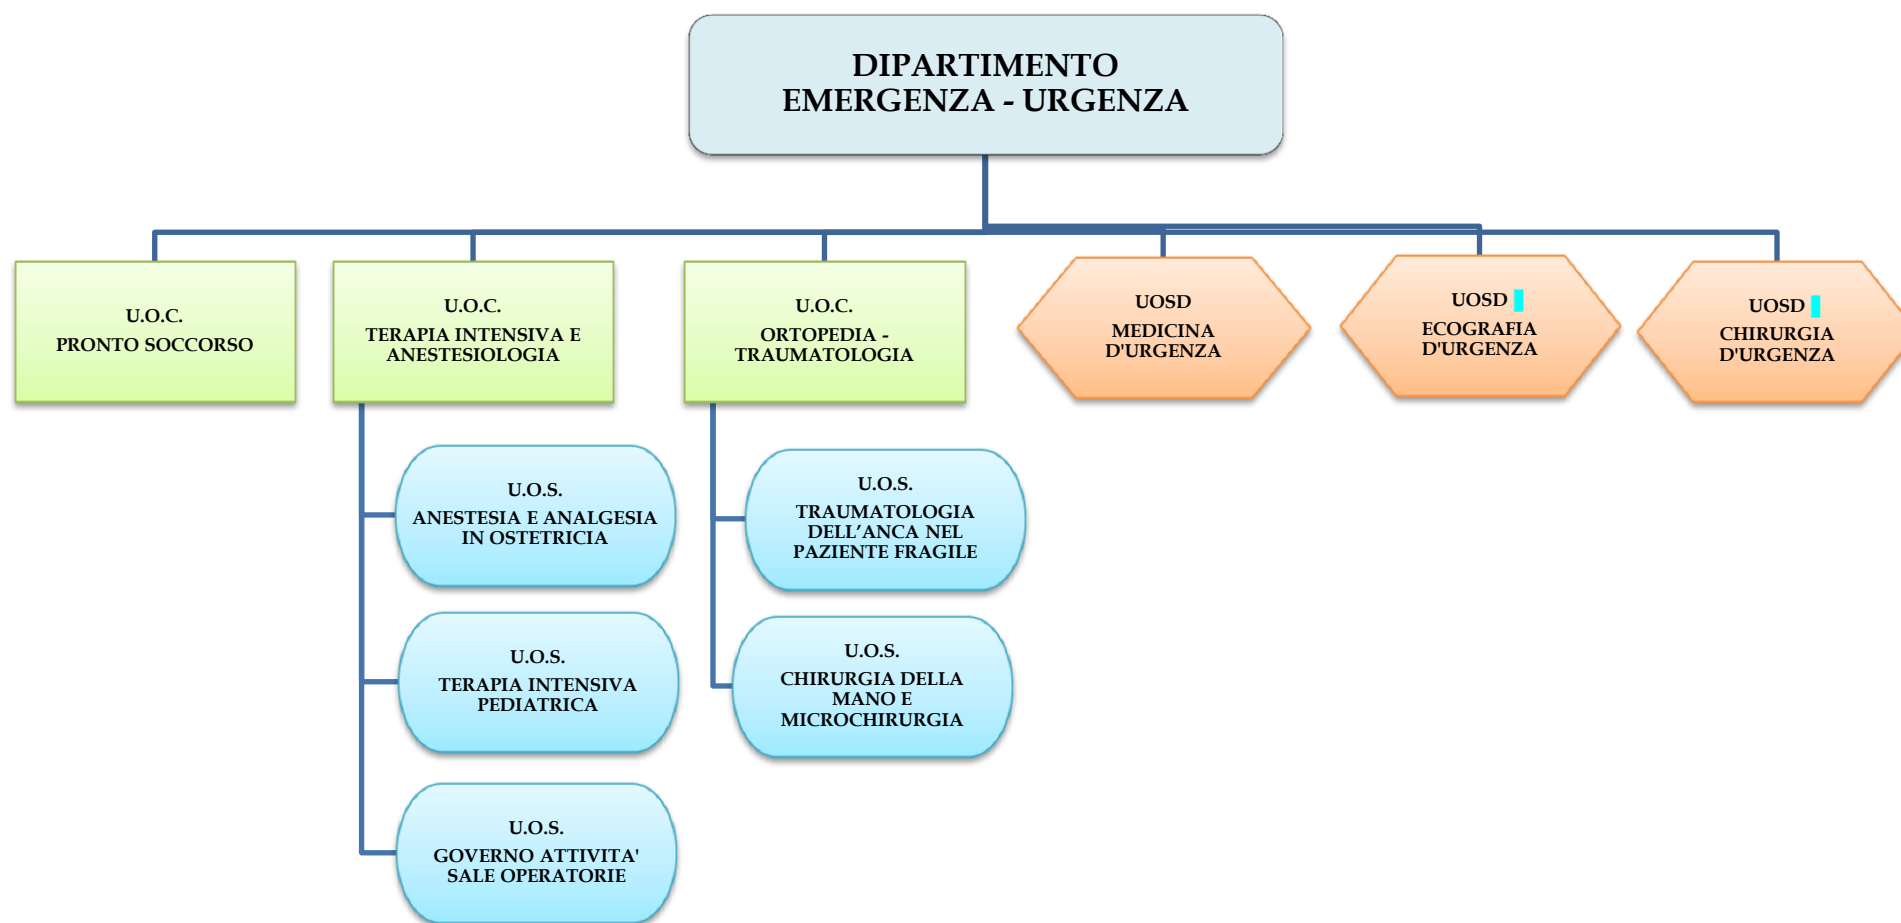 DIPARTIMENTO
EMERGENZA - URGENZA
U.O.C.
PRONTO SOCCORSO
U.O.C.
TERAPIA INTENSIVA E
ANESTESIOLOGIA
U.O.C.
ORTOPEDIA -
TRAUMATOLOGIA
UOSD
MEDICINA
D'URGENZA
UOSD
ECOGRAFIA
D'URGENZA
UOSD
CHIRURGIA
D'URGENZA
U.O.S.
ANESTESIA E ANALGESIA
IN OSTETRICIA
U.O.S.
TERAPIA INTENSIVA
PEDIATRICA
U.O.S.
GOVERNO ATTIVITA'
SALE OPERATORIE
U.O.S.
TRAUMATOLOGIA
DELL’ANCA NEL
PAZIENTE FRAGILE
U.O.S.
CHIRURGIA DELLA
MANO E
MICROCHIRURGIA